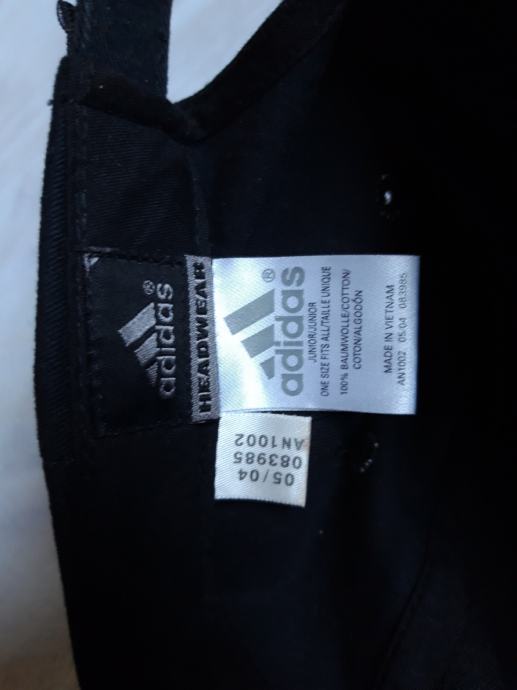 adidas®
HEADWEAR
adidas®
JUNIOR/JUNIOR
ONE SIZE FITS ALL/TAILLE UNIQUE
100% BAUMWOLLE/COTTON/
COTON/ALGODÓN
MADE IN VIETNAM
AN1002 05.04 083985
05/04
083985
AN1002